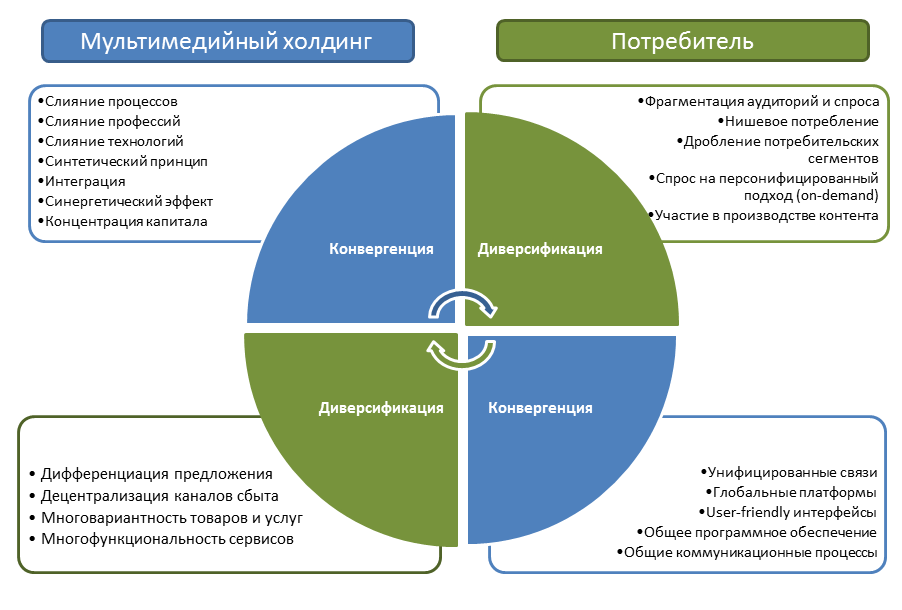 Мультимедийный холдинг
Потребитель
•Слияние процессов
•Слияние профессий
•Слияние технологий
•Синтетический принцип
•Интеграция
•Синергетический эффект
•Концентрация капитала
•Фрагментация аудиторий и спроса
•Нишевое потребление
•Дробление потребительских
сегментов
•Спрос на персонифицированный
подход (on-demand)
•Участие в производстве контента
Конвергенция
Диверсификация
Диверсификация
Конвергенция
• Дифференциация предложения
• Децентрализация каналов сбыта
• Многовариантность товаров и услуг
• Многофункциональность сервисов
•Унифицированные связи
•Глобальные платформы
•User-friendly интерфейсы
•Общее программное обеспечение
•Общие коммуникационные процессы